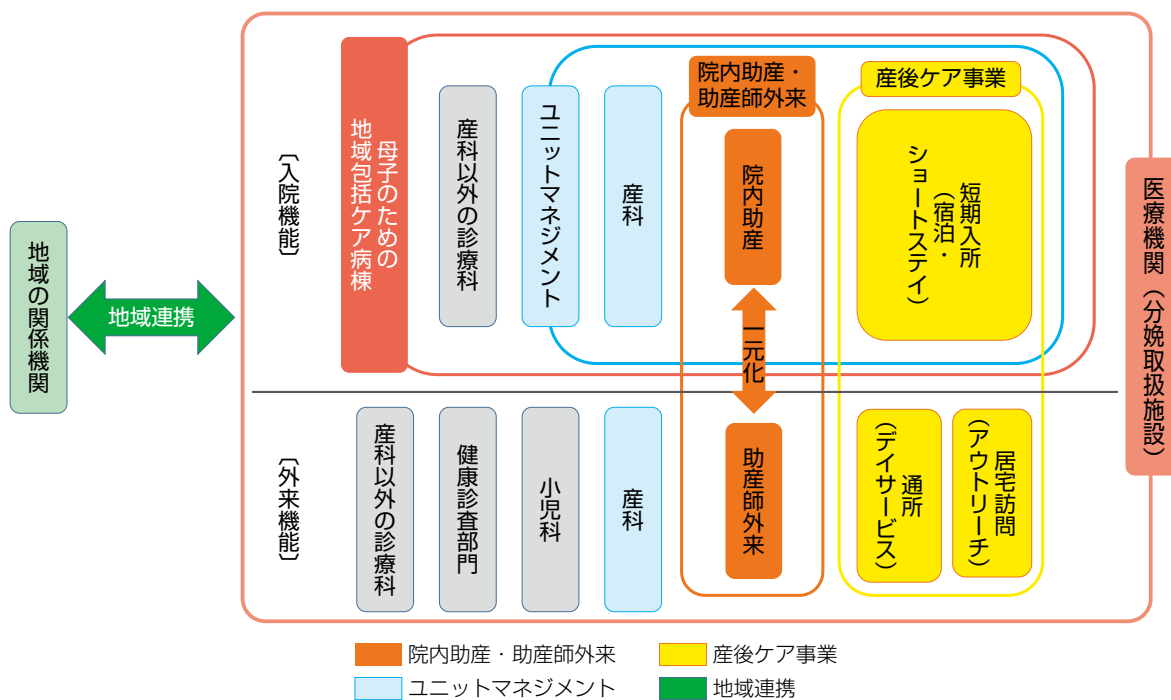 地域の関係機関
地域連携
医療機関（分娩取扱施設）
〔入院機能〕
母子のための
地域包括ケア病棟
産科以外の診療科
ユニットマネジメント
産科
院内助産・
助産師外来
院内助産
一元化
産後ケア事業
短期入所
（宿泊・
ショートステイ）
〔外来機能〕
産科以外の診療科
健康診査部門
小児科
産科
助産師外来
通所
（デイサービス）
居宅訪問
（アウトリーチ）
院内助産・助産師外来
産後ケア事業
ユニットマネジメント
地域連携